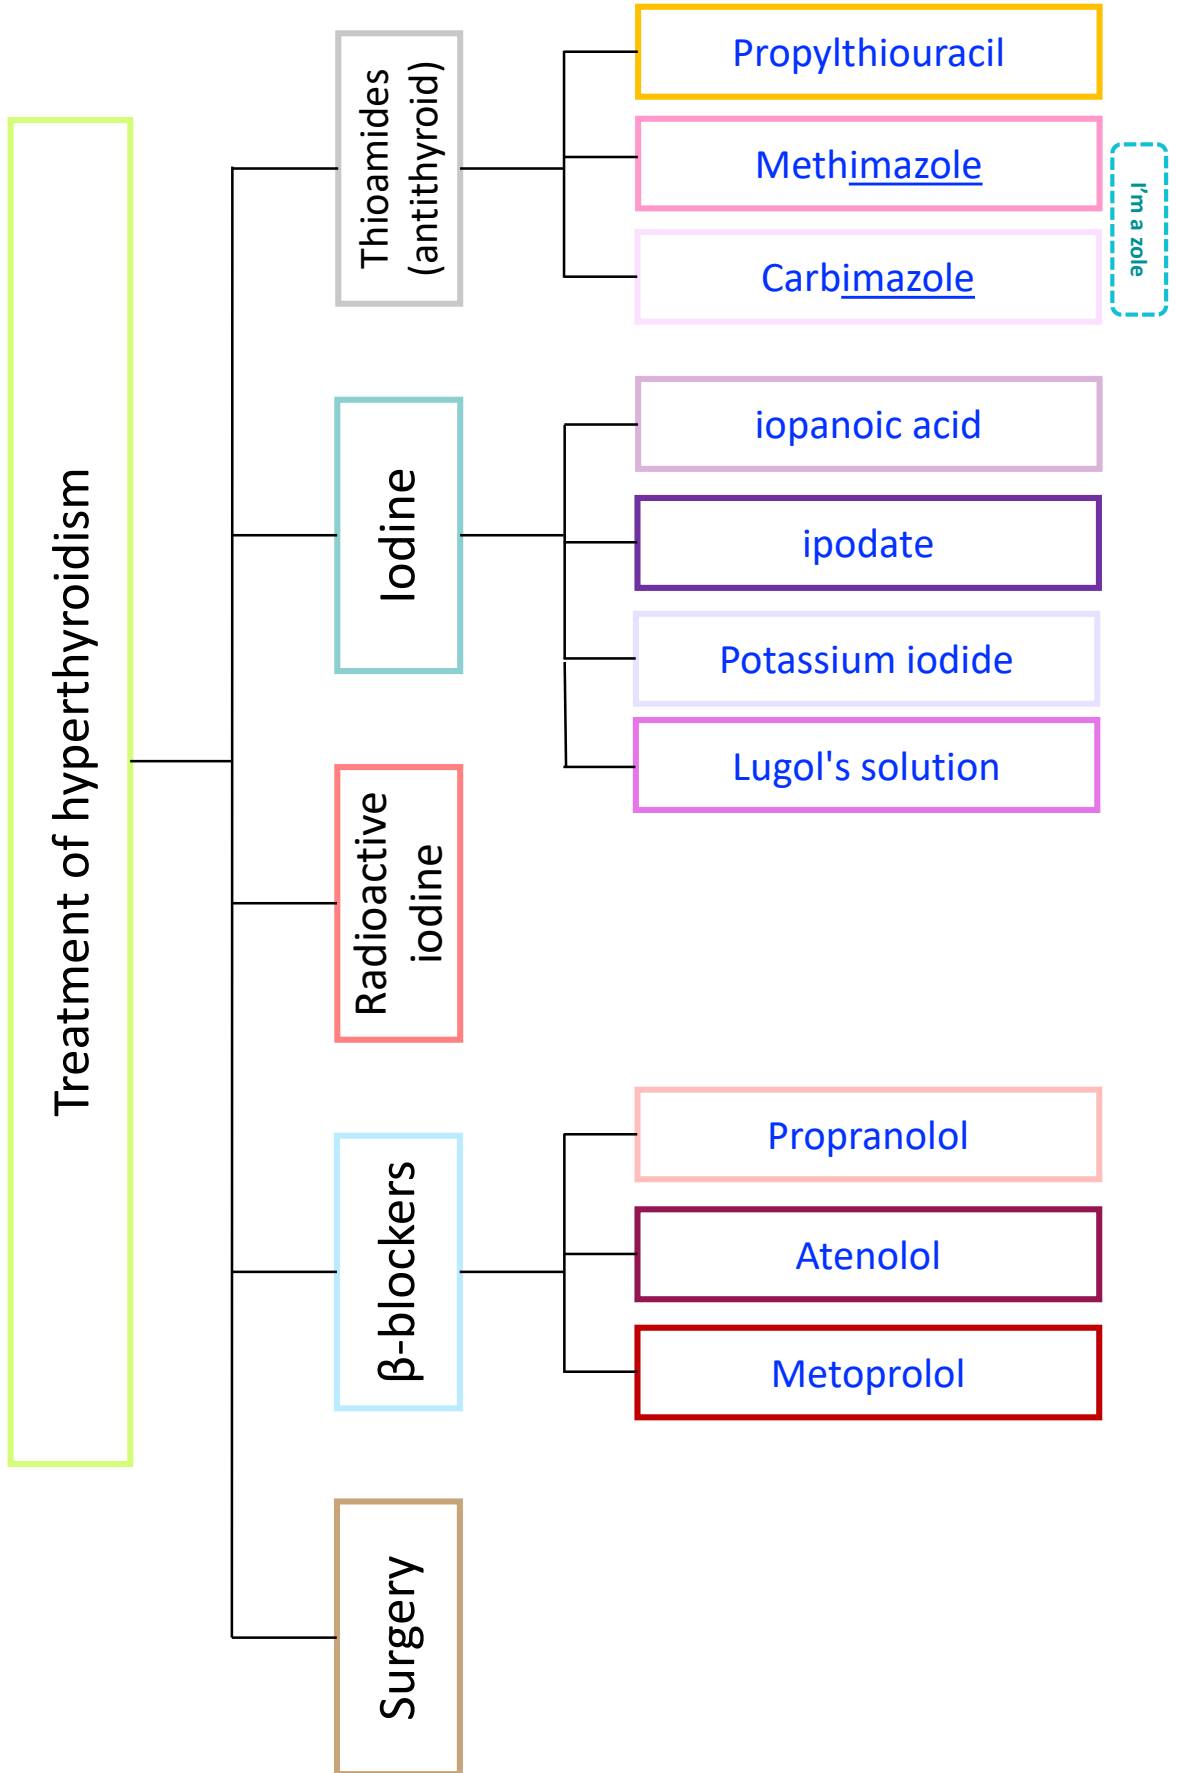 Treatment of hyperthyroidism
Thioamides
(antithyroid)
Propylthiouracil
Methimazole
Carbimazole
I'm a zole
Iodine
iopanoic acid
ipodate
Potassium iodide
Lugol's solution
Radioactive
iodine
β-blockers
Propranolol
Atenolol
Metoprolol
Surgery